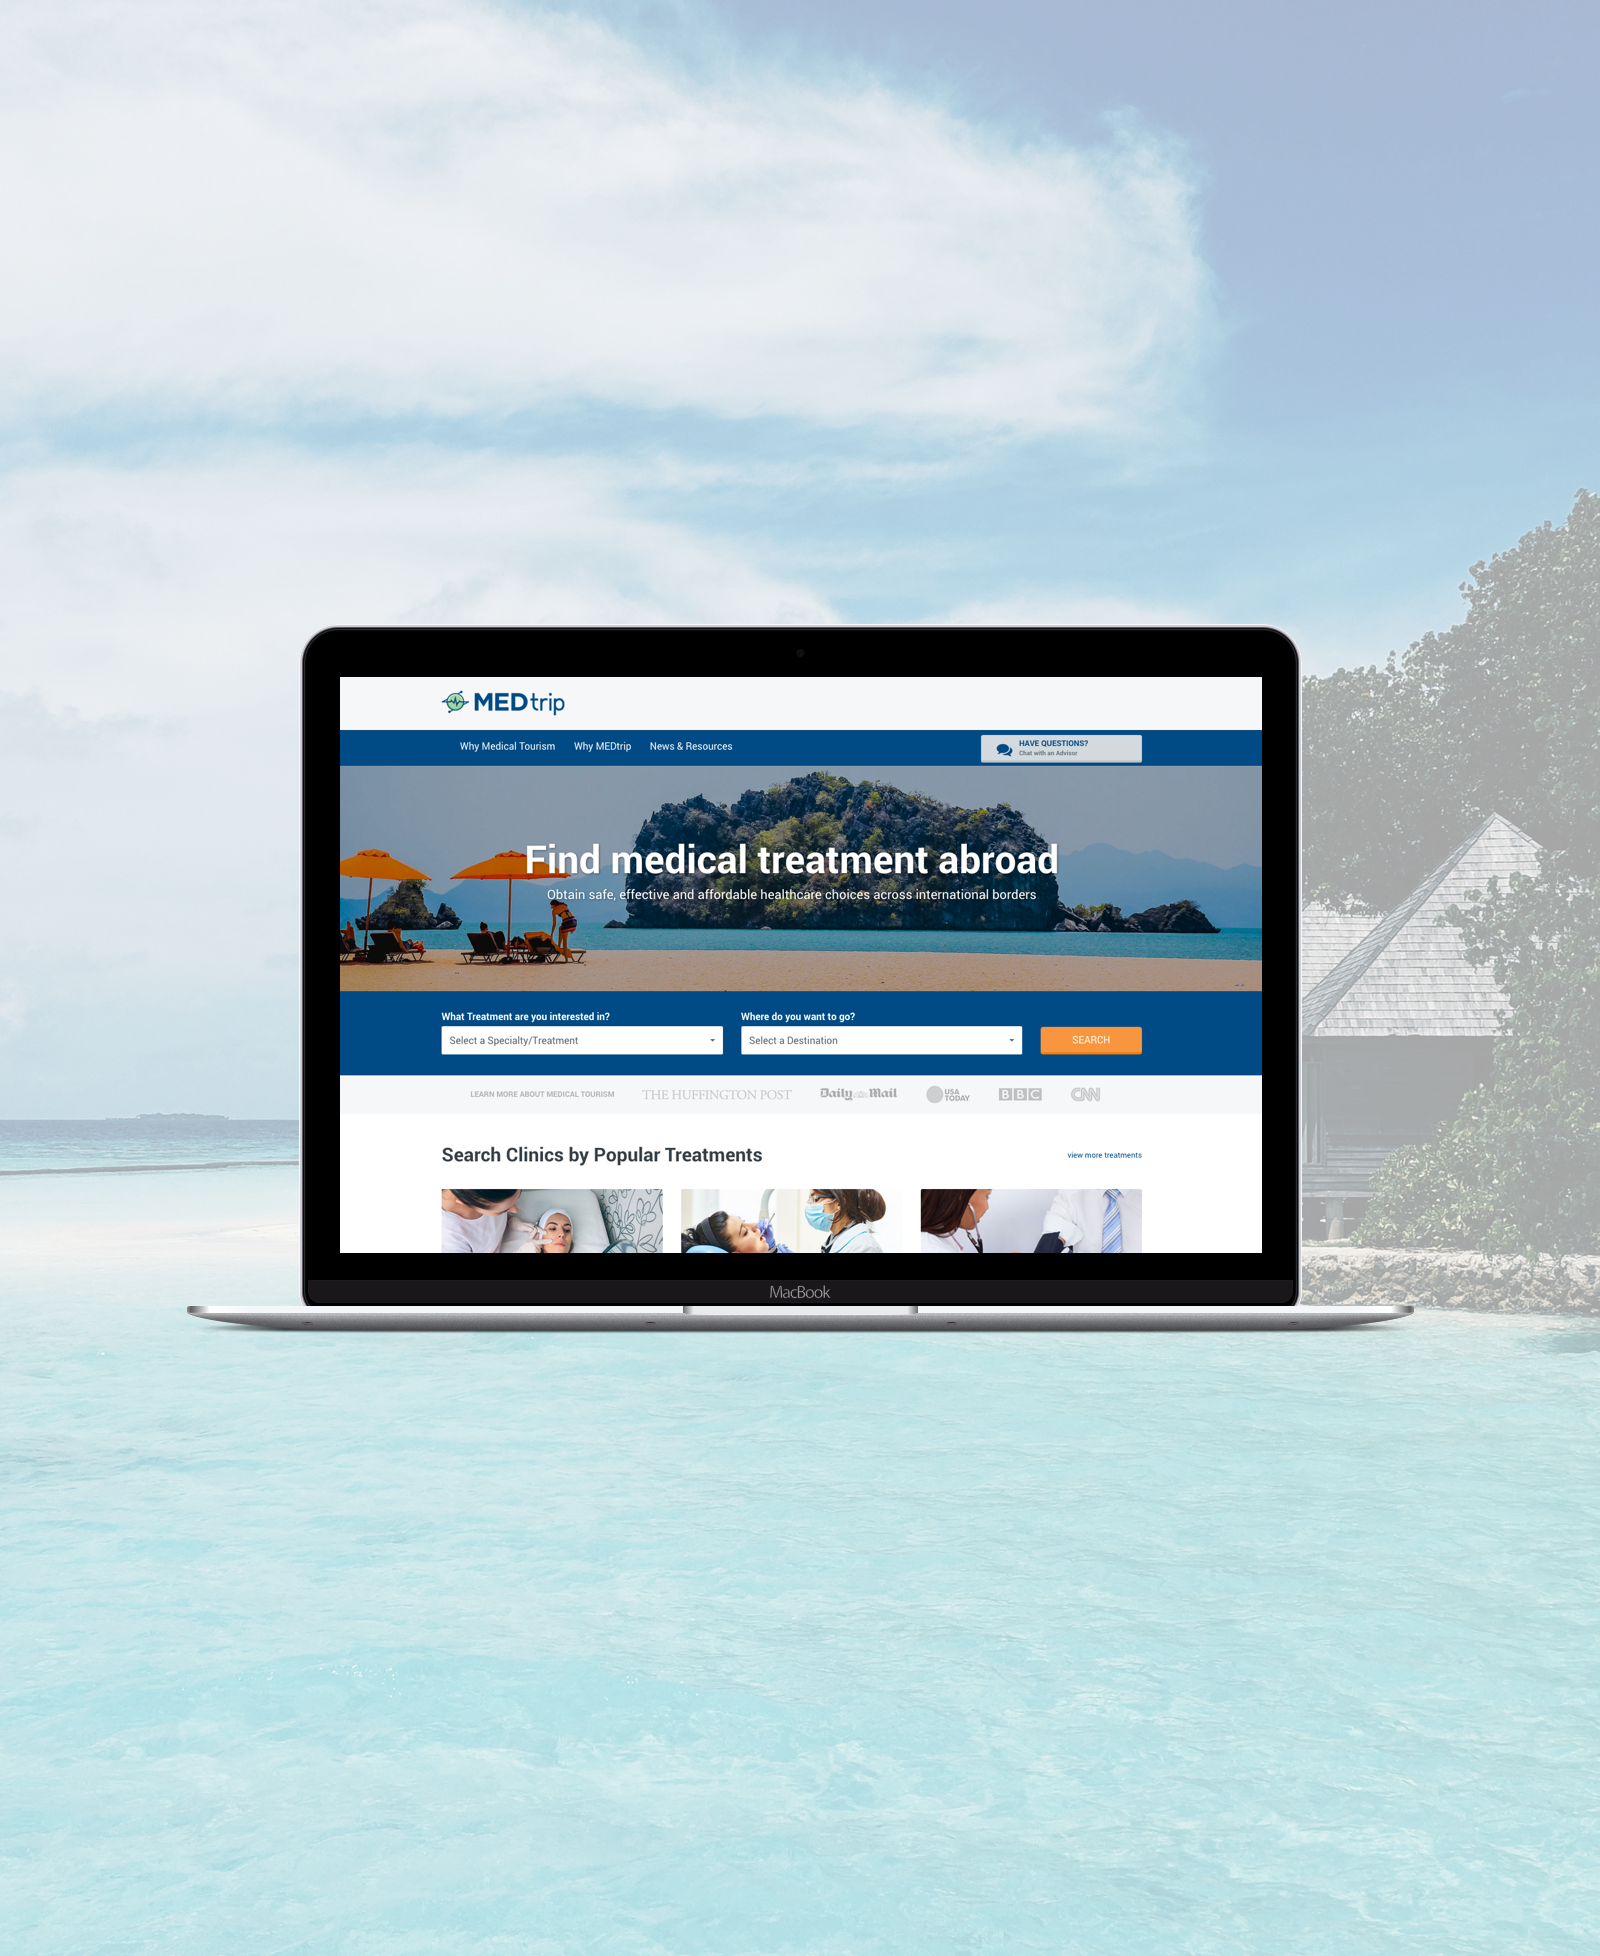 MEDtrip
Why Medical Tourism
Why MEDtrip
News & Resources
HAVE QUESTIONS?
Chat with an Advisor
Find medical treatment abroad
Obtain safe, effective and affordable healthcare choices across international borders
What Treatment are you interested in?
Select a Specialty/Treatment
Where do you want to go?
Select a Destination
SEARCH
LEARN MORE ABOUT MEDICAL TOURISM
THE HUFFINGTON POST
Daily Mail
USA
TODAY
BBC
CNN
Search Clinics by Popular Treatments
view more treatments
MacBook